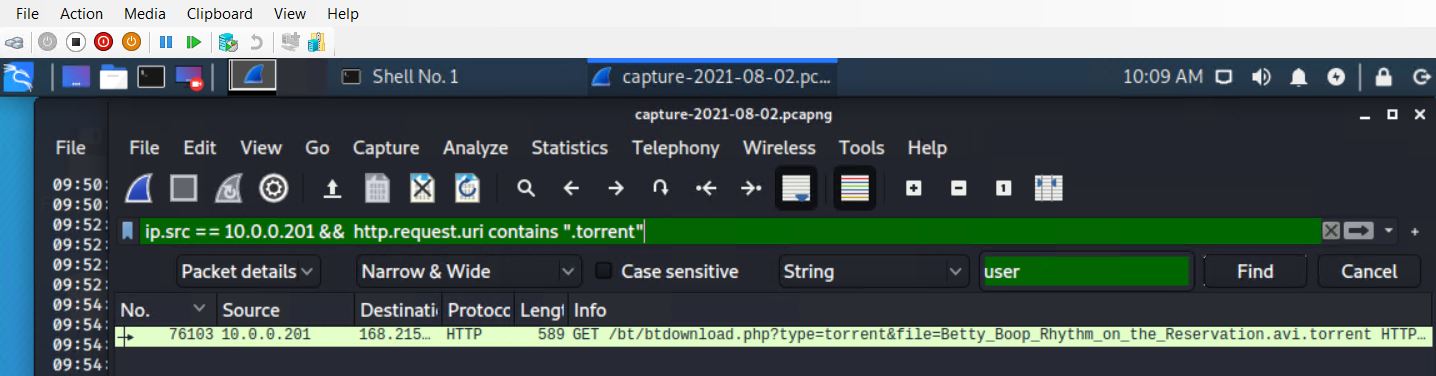 File Action Media Clipboard View Help
Shell No. 1 capture-2021-08-02.pc... 10:09 AM
capture-2021-08-02.pcapng
File File Edit View Go Capture Analyze Statistics Telephony Wireless Tools Help
09:50:
09:50:
09:52:
ip.src == 10.0.0.201 && http.request.uri contains ".torrent"
09:52:
09:52:
Packet details Narrow & Wide Case sensitive String user Find Cancel
09:52:
09:54:
No. Source Destinati Protocc Lengt Info
09:54:
76103 10.0.0.201 168.215... HTTP 589 GET /bt/btdownload.php?type=torrent&file=Betty_Boop_Rhythm_on_the_Reservation.avi.torrent HTTP...
09:54:
09:54: